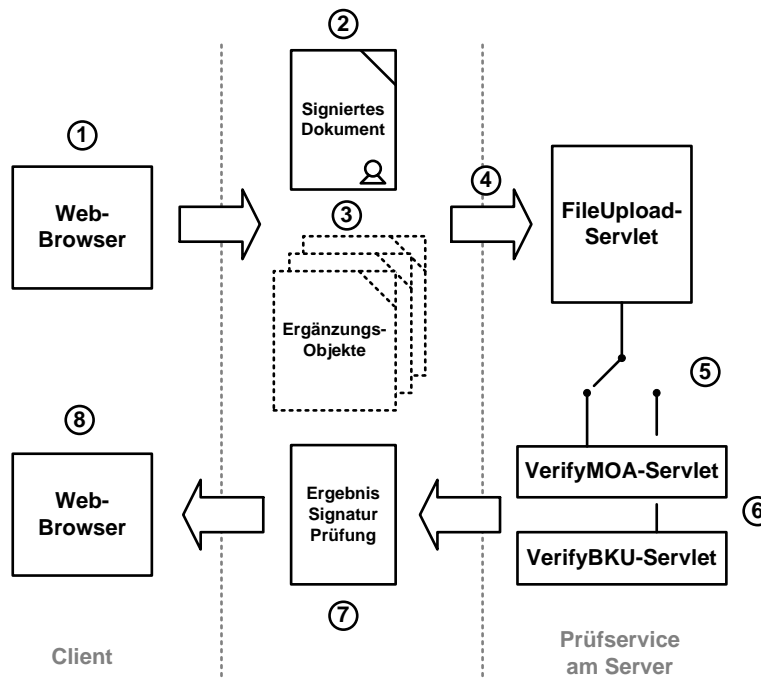 2
1
Signiertes
Dokument
Web-
Browser
4
FileUpload-
Servlet
3
Ergänzungs-
Objekte
5
8
Web-
Browser
Ergebnis
Signatur
Prüfung
VerifyMOA-Servlet
6
VerifyBKU-Servlet
7
Client
Prüfservice
am Server